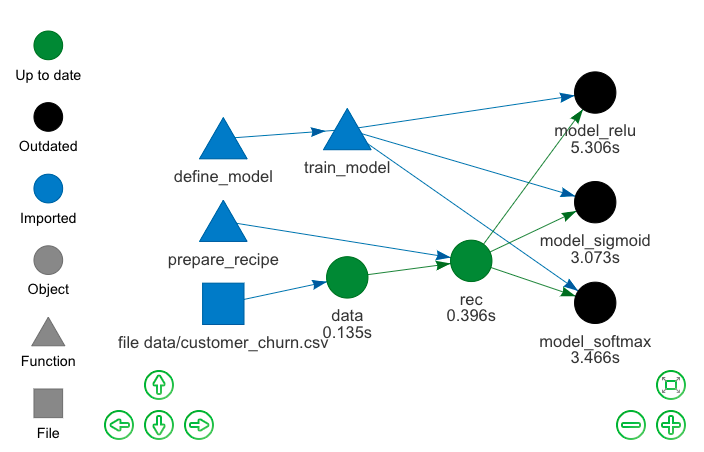 Up to date
Outdated
Imported
Object
Function
File
define_model
train_model
prepare_recipe
file data/customer_churn.csv
data
0.135s
rec
0.396s
model_relu
5.306s
model_sigmoid
3.073s
model_softmax
3.466s